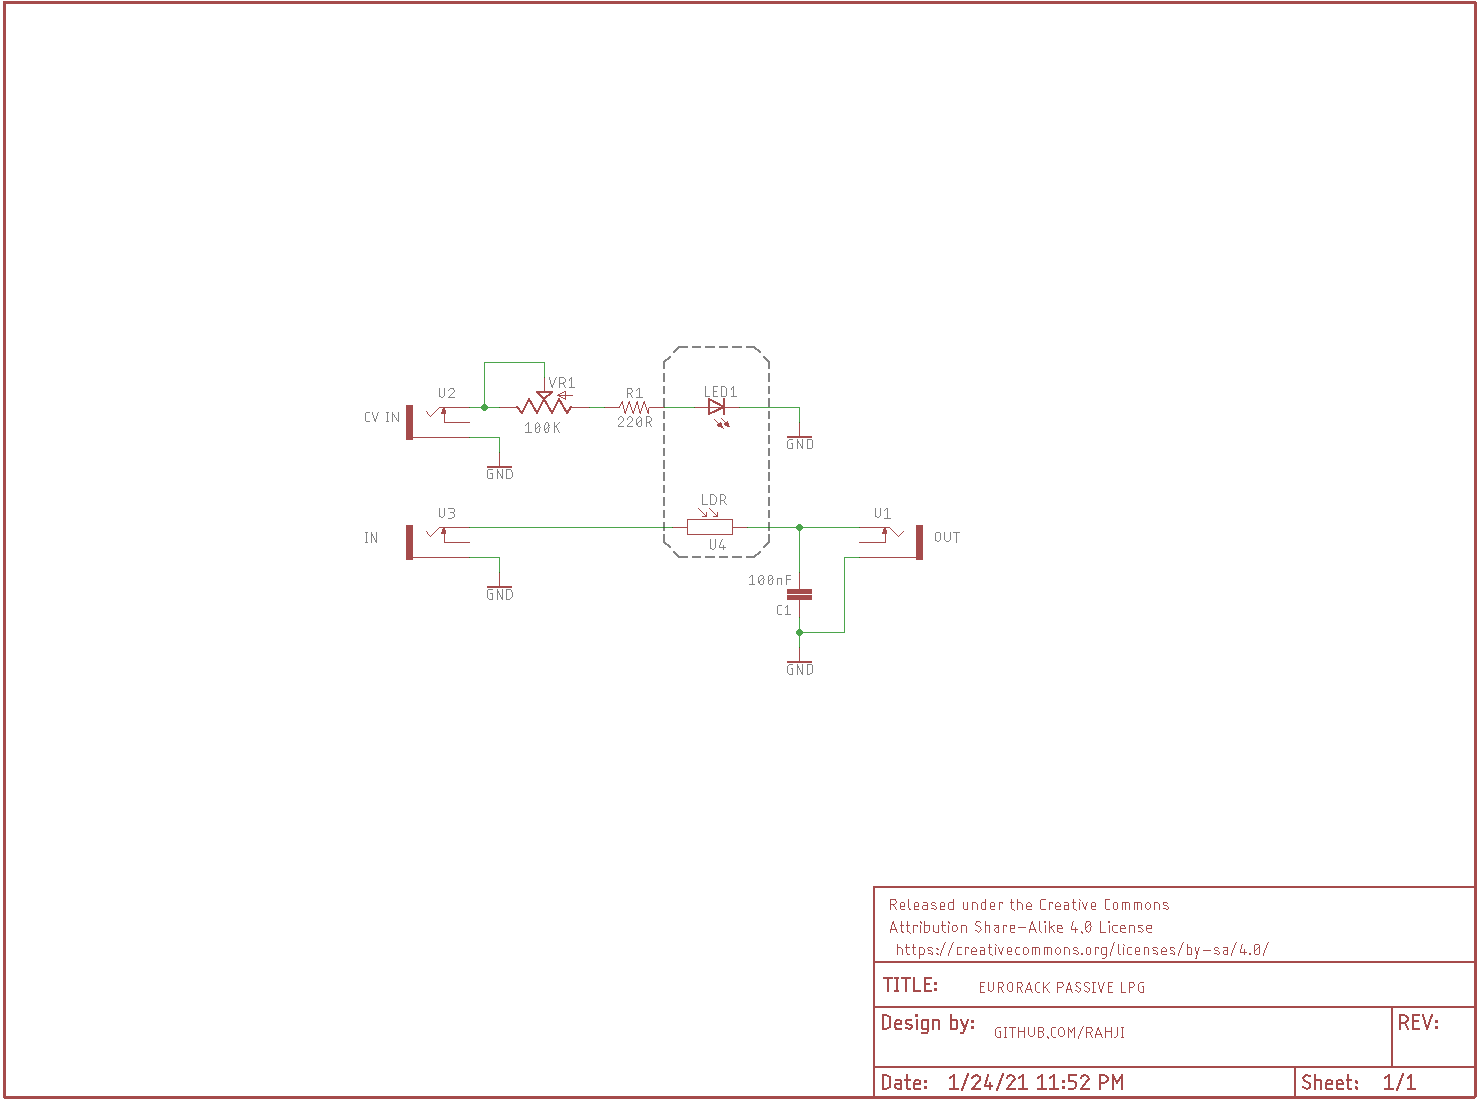 U2
VR1
R1
LED1
CV IN
100K
220R
GND
GND
U3
LDR
U1
IN
U4
OUT
GND
100nF
C1
GND
Released under the Creative Commons
Attribution Share-Alike 4.0 License
https://creativecommons.org/licenses/by-sa/4.0/
TITLE: EURORACK PASSIVE LPG
Design by: GITHUB.COM/RAHJI
REV:
Date: 1/24/21 11:52 PM
Sheet: 1/1